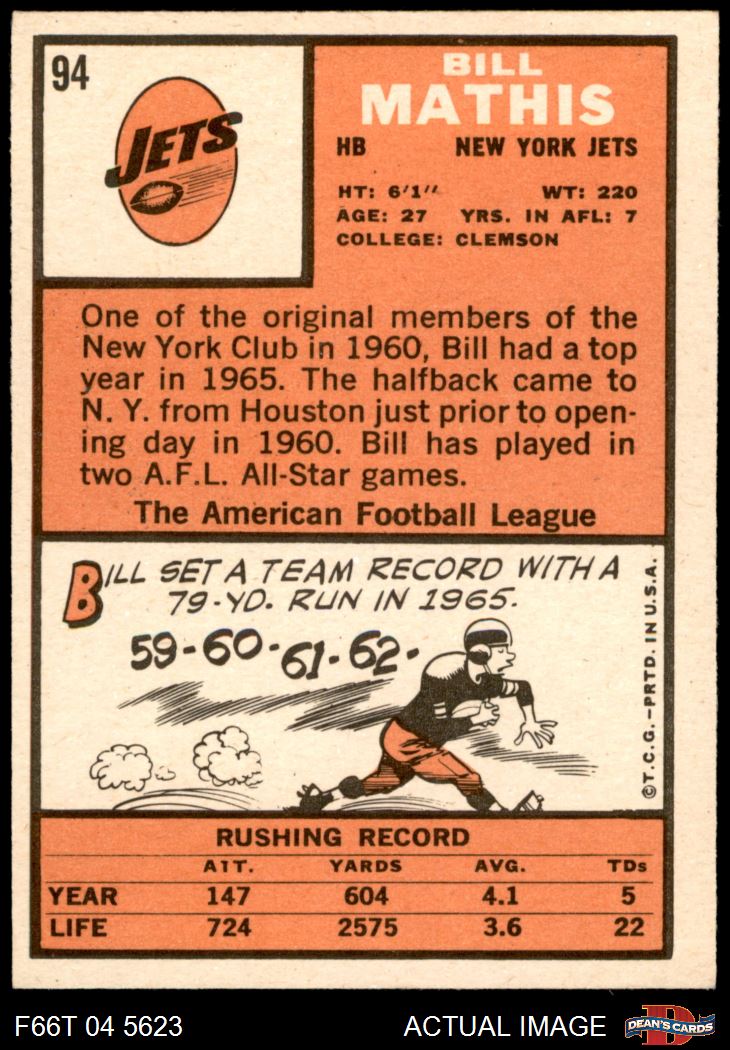 94
JETS
BILL
MATHIS
HB NEW YORK JETS
HT: 6'1" WT: 220
AGE: 27 YRS. IN AFL: 7
COLLEGE: CLEMSON
One of the original members of the
New York Club in 1960, Bill had a top
year in 1965. The halfback came to
N. Y. from Houston just prior to open-
ing day in 1960. Bill has played in
two A.F.L. All-Star games.
The American Football League
BILL SET A TEAM RECORD WITH A
79-YD. RUN IN 1965.
59-60-61-62-
©T.C.G.-PRTD. IN U.S.A.
RUSHING RECORD
ATT. YARDS AVG. TDs
YEAR 147 604 4.1 5
LIFE 724 2575 3.6 22
F66T 04 5623 ACTUAL IMAGE D DEAN'S CARDS